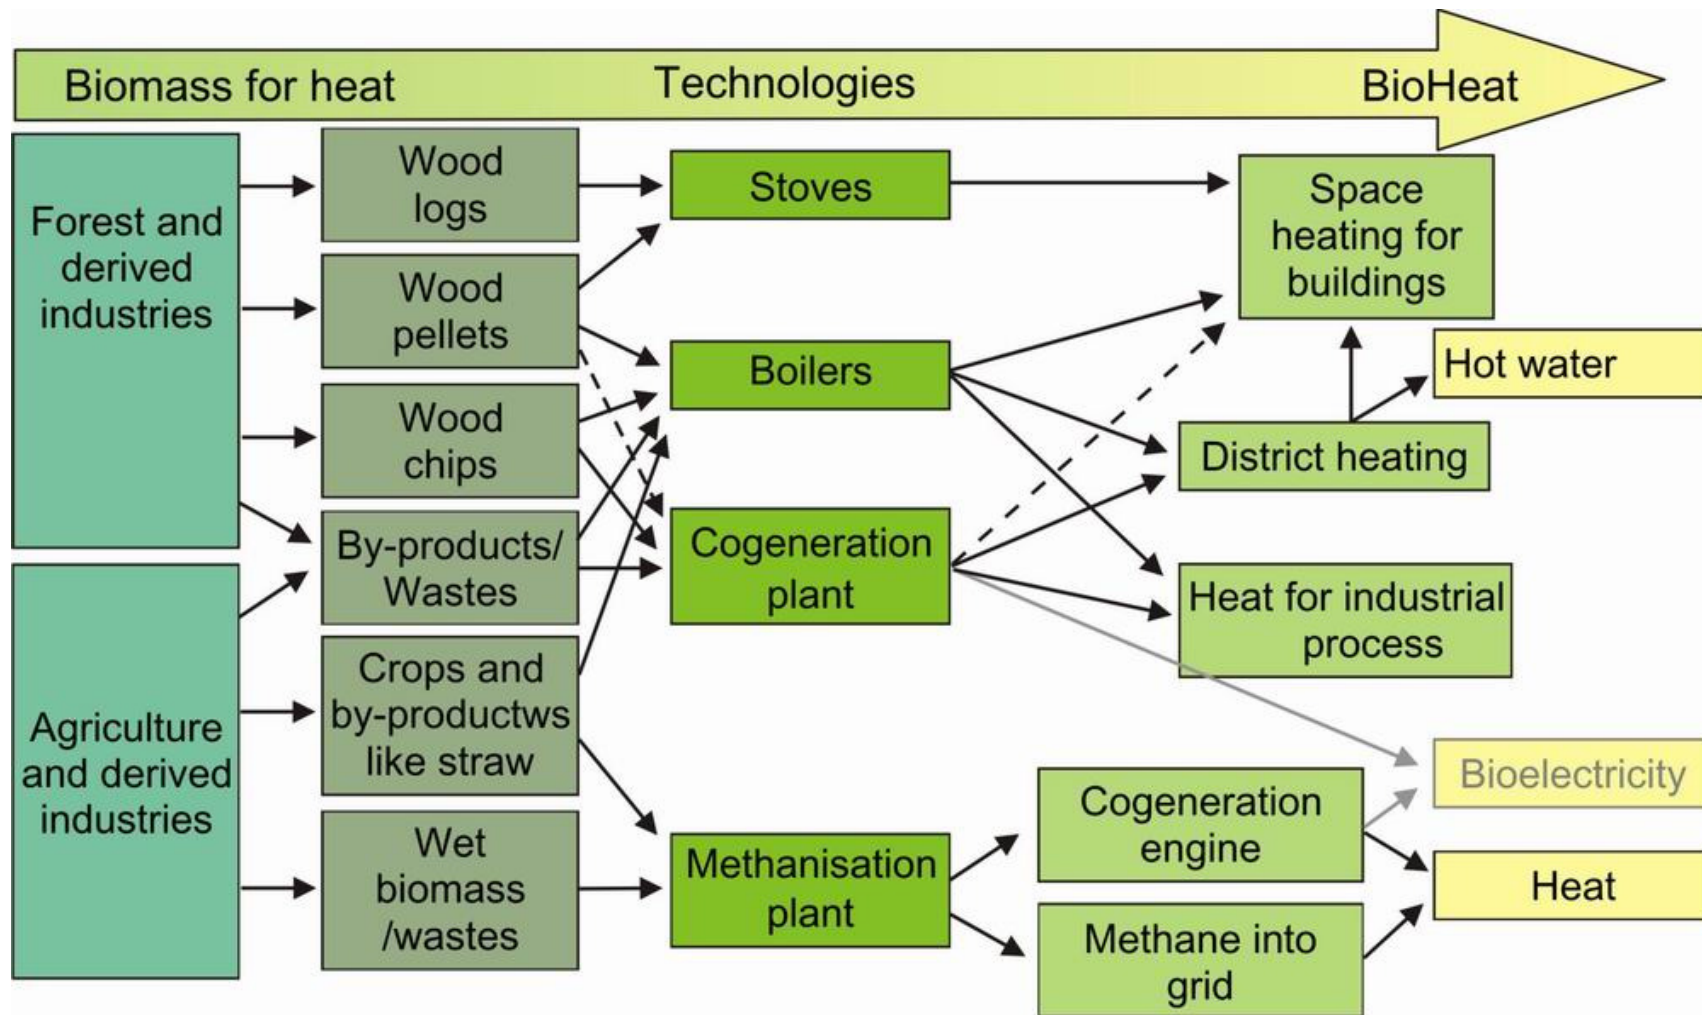 Biomass for heat
Technologies
BioHeat
Forest and
derived
industries
Agriculture
and derived
industries
Wood
logs
Wood
pellets
Wood
chips
By-products/
Wastes
Crops and
by-productws
like straw
Wet
biomass
/wastes
Stoves
Boilers
Cogeneration
plant
Methanisation
plant
Space
heating for
buildings
Hot water
District heating
Heat for industrial
process
Bioelectricity
Cogeneration
engine
Heat
Methane into
grid